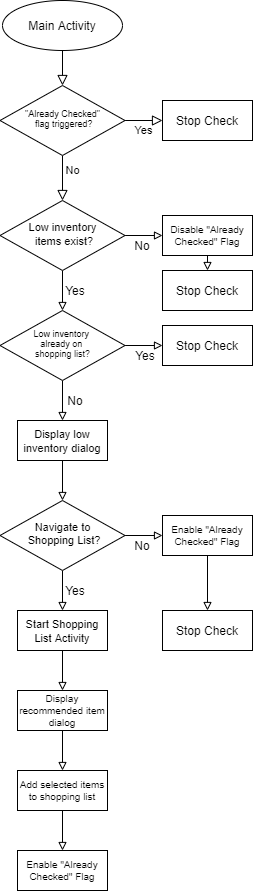 Main Activity
"Already Checked"
flag triggered?
Yes
Stop Check
No
Low inventory
items exist?
No
Disable "Already
Checked" Flag
Stop Check
Yes
Low inventory
already on
shopping list?
Yes
Stop Check
No
Display low
inventory dialog
Navigate to
Shopping List?
No
Enable "Already
Checked" Flag
Stop Check
Yes
Start Shopping
List Activity
Display
recommended item
dialog
Add selected items
to shopping list
Enable "Already
Checked" Flag